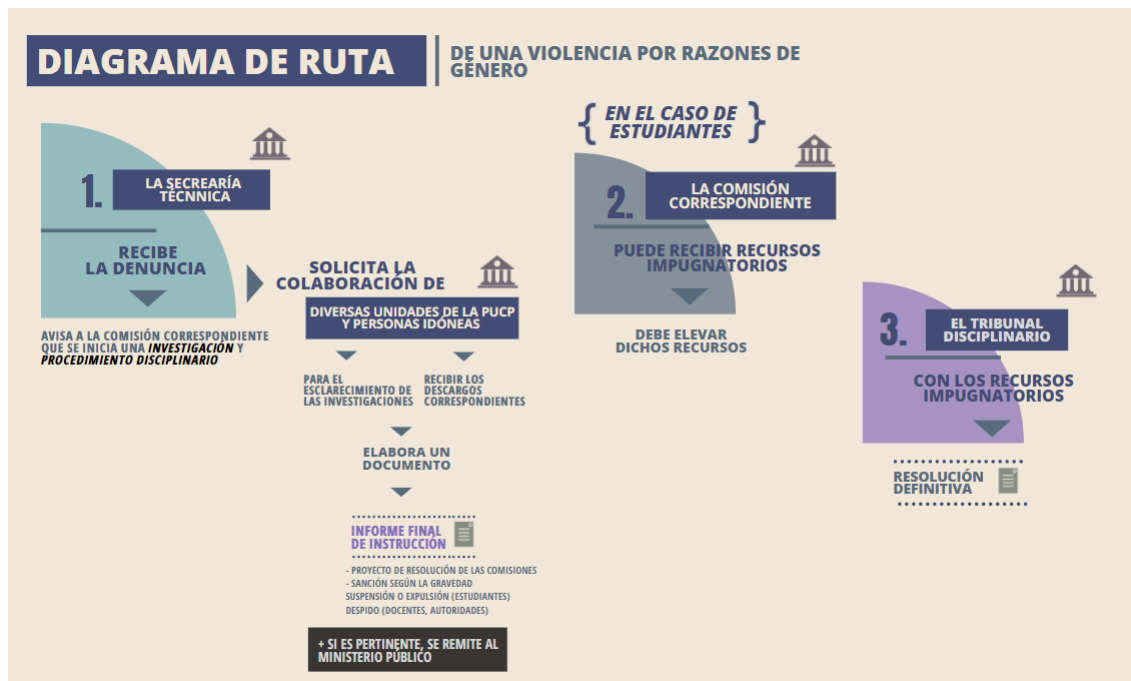 DIAGRAMA DE RUTA
DE UNA VIOLENCIA POR RAZONES DE
GÉNERO
1.
LA SECREARÍA
TÉCNNICA
RECIBE
LA DENUNCIA
AVISA A LA COMISIÓN CORRESPONDIENTE
QUE SE INICIA UNA INVESTIGACIÓN Y
PROCEDIMIENTO DISCIPLINARIO
SOLICITA LA
COLABORACIÓN DE
DIVERSAS UNIDADES DE LA PUCP
Y PERSONAS IDÓNEAS
PARA EL
ESCLARECIMIENTO DE
LAS INVESTIGACIONES
RECIBIR LOS
DESCARGOS
CORRESPONDIENTES
ELABORA UN
DOCUMENTO
INFORME FINAL
DE INSTRUCCIÓN
- PROYECTO DE RESOLUCIÓN DE LAS COMISIONES
- SANCIÓN SEGÚN LA GRAVEDAD
SUSPENSIÓN O EXPULSIÓN (ESTUDIANTES)
DESPIDO (DOCENTES, AUTORIDADES)
+ SI ES PERTINENTE, SE REMITE AL
MINISTERIO PÚBLICO
{ EN EL CASO DE
ESTUDIANTES }
2.
LA COMISIÓN
CORRESPONDIENTE
PUEDE RECIBIR RECURSOS
IMPUGNATORIOS
DEBE ELEVAR
DICHOS RECURSOS
3.
EL TRIBUNAL
DISCIPLINARIO
CON LOS RECURSOS
IMPUGNATORIOS
RESOLUCIÓN
DEFINITIVA